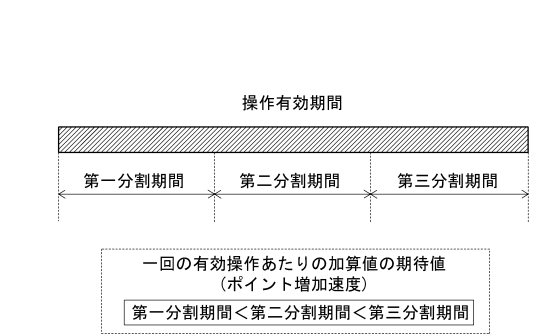 操作有効期間
第一分割期間 第二分割期間 第三分割期間
一回の有効操作あたりの加算値の期待値
（ポイント増加速度）
第一分割期間＜第二分割期間＜第三分割期間